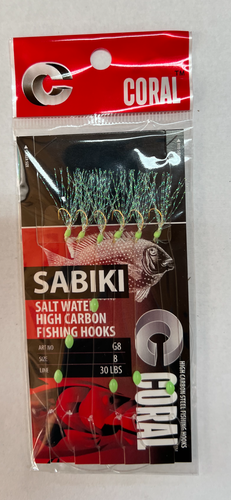 CORAL
SABIKI
SALT WATER
HIGH CARBON
FISHING HOOKS
ART NO G8
SIZE 8
LINE 30 LBS
CORAL
HIGH CARBON STEEL FISHING HOOKS